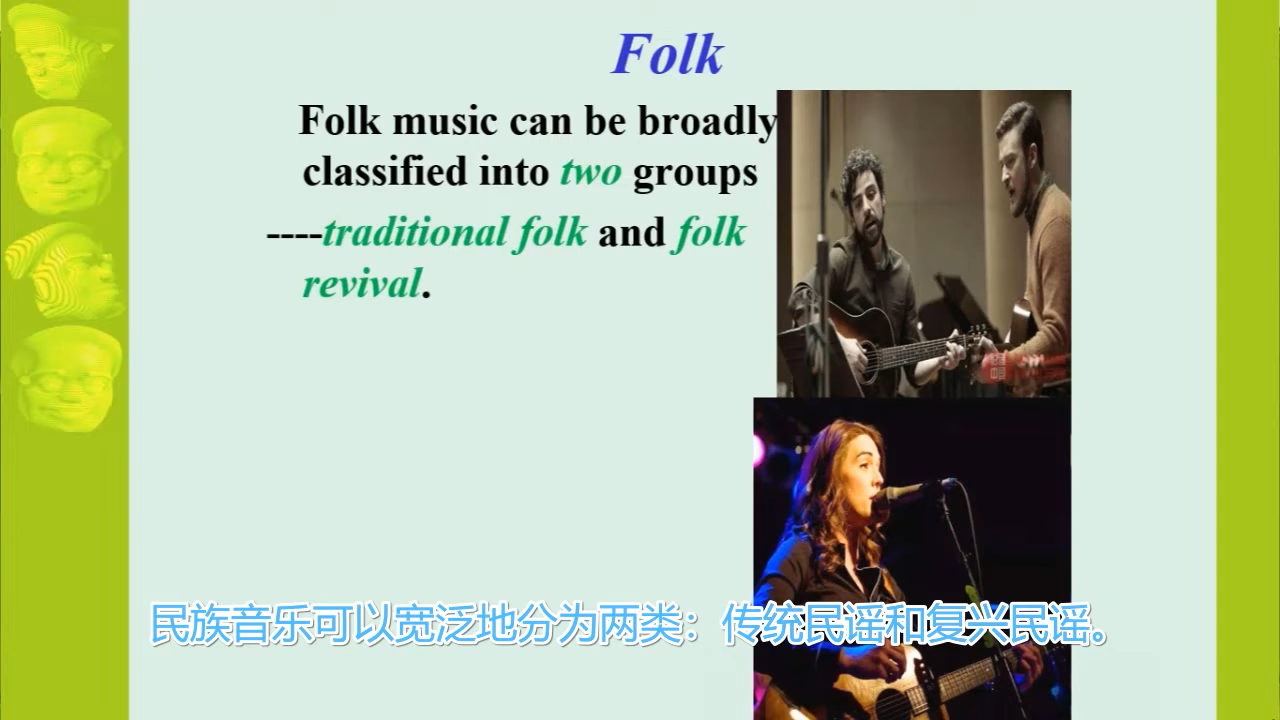 Folk
Folk music can be broadly
classified into two groups
----traditional folk and folk
revival.
民族音乐可以宽泛地分为两类：传统民谣和复兴民谣。